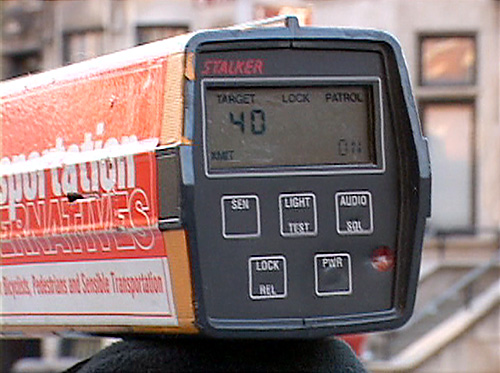 STALKER
TARGET LOCK PATROL
40
XMIT
SEN
LIGHT
TEST
AUDIO
SQL
LOCK
REL
PWR
sportation
ERNATIVES
Bicyclists, Pedestrians and Sensible Transportation